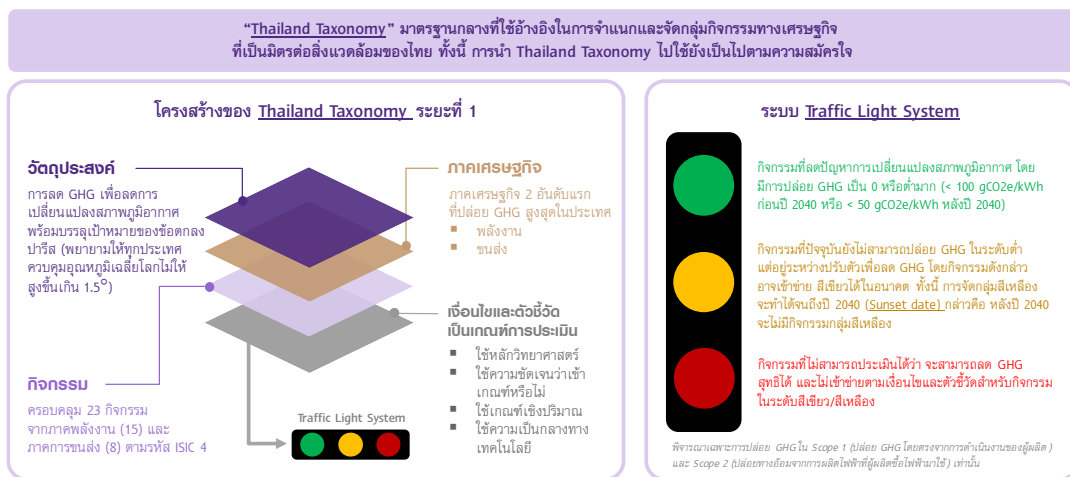 “Thailand Taxonomy” มาตรฐานกลางที่ใช้อ้างอิงในการจำแนกและจัดกลุ่มกิจกรรมทางเศรษฐกิจ
ที่เป็นมิตรต่อสิ่งแวดล้อมของไทย ทั้งนี้ การนำ Thailand Taxonomy ไปใช้ยังเป็นไปตามความสมัครใจ
โครงสร้างของ Thailand Taxonomy ระยะที่ 1
วัตถุประสงค์
การลด GHG เพื่อลดการ
เปลี่ยนแปลงสภาพภูมิอากาศ
พร้อมบรรลุเป้าหมายของข้อตกลง
ปารีส (พยายามให้ทุกประเทศ
ควบคุมอุณหภูมิเฉลี่ยโลกไม่ให้
สูงขึ้นเกิน 1.5°)
ภาคเศรษฐกิจ
ภาคเศรษฐกิจ 2 อันดับแรก
ที่ปล่อย GHG สูงสุดในประเทศ
▪ พลังงาน
▪ ขนส่ง
กิจกรรม
ครอบคลุม 23 กิจกรรม
จากภาคพลังงาน (15) และ
ภาคการขนส่ง (8) ตามรหัส ISIC 4
เงื่อนไขและตัวชี้วัด
เป็นเกณฑ์การประเมิน
▪ ใช้หลักวิทยาศาสตร์
▪ ใช้ความชัดเจนว่าเข้า
เกณฑ์หรือไม่
▪ ใช้เกณฑ์เชิงปริมาณ
▪ ใช้ความเป็นกลางทาง
เทคโนโลยี
Traffic Light System
ระบบ Traffic Light System
กิจกรรมที่ลดปัญหาการเปลี่ยนแปลงสภาพภูมิอากาศ โดย
มีการปล่อย GHG เป็น 0 หรือต่ำมาก (< 100 gCO2e/kWh
ก่อนปี 2040 หรือ < 50 gCO2e/kWh หลังปี 2040)
กิจกรรมที่ปัจจุบันยังไม่สามารถปล่อย GHG ในระดับต่ำ
แต่อยู่ระหว่างปรับตัวเพื่อลด GHG โดยกิจกรรมดังกล่าว
อาจเข้าข่าย สีเขียวได้ในอนาคต ทั้งนี้ การจัดกลุ่มสีเหลือง
จะทำได้จนถึงปี 2040 (Sunset date) กล่าวคือ หลังปี 2040
จะไม่มีกิจกรรมกลุ่มสีเหลือง
กิจกรรมที่ไม่สามารถประเมินได้ว่า จะสามารถลด GHG
สุทธิได้ และไม่เข้าข่ายตามเงื่อนไขและตัวชี้วัดสำหรับกิจกรรม
ในระดับสีเขียว/สีเหลือง
พิจารณาเฉพาะการปล่อย GHG ใน Scope 1 (ปล่อย GHG โดยตรงจากการดำเนินงานของผู้ผลิต )
และ Scope 2 (ปล่อยทางอ้อมจากการผลิตไฟฟ้าที่ผู้ผลิตซื้อไฟฟ้ามาใช้ ) เท่านั้น